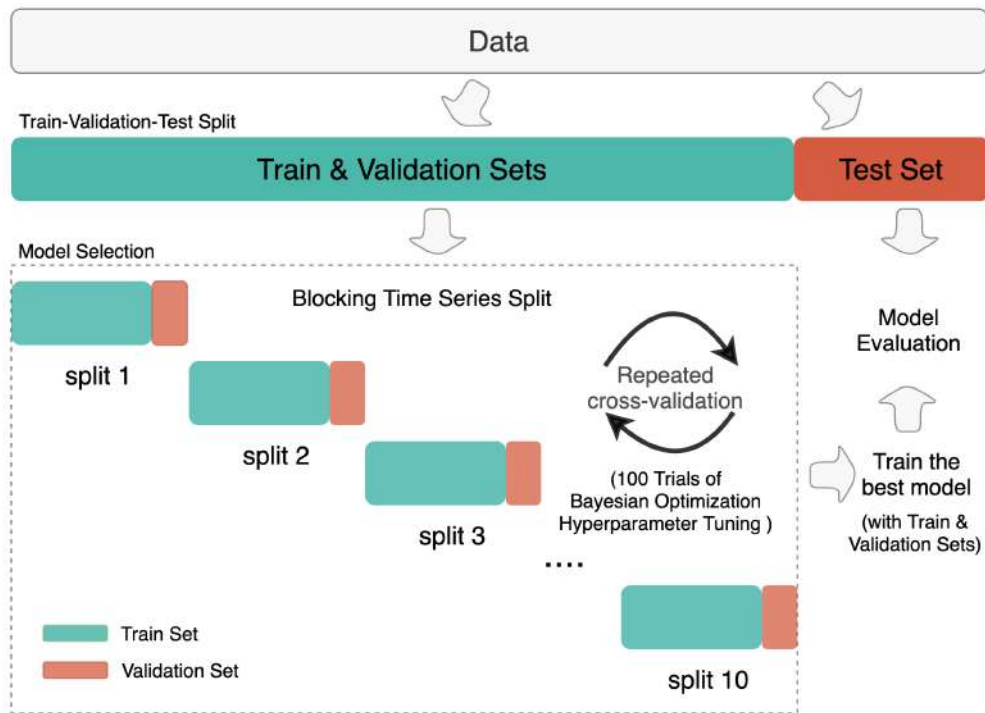 Data
Train-Validation-Test Split
Train & Validation Sets
Test Set
Model Selection
Blocking Time Series Split
split 1
split 2
split 3
....
split 10
Repeated
cross-validation
(100 Trials of
Bayesian Optimization
Hyperparameter Tuning )
Train Set
Validation Set
Model
Evaluation
Train the
best model
(with Train &
Validation Sets)